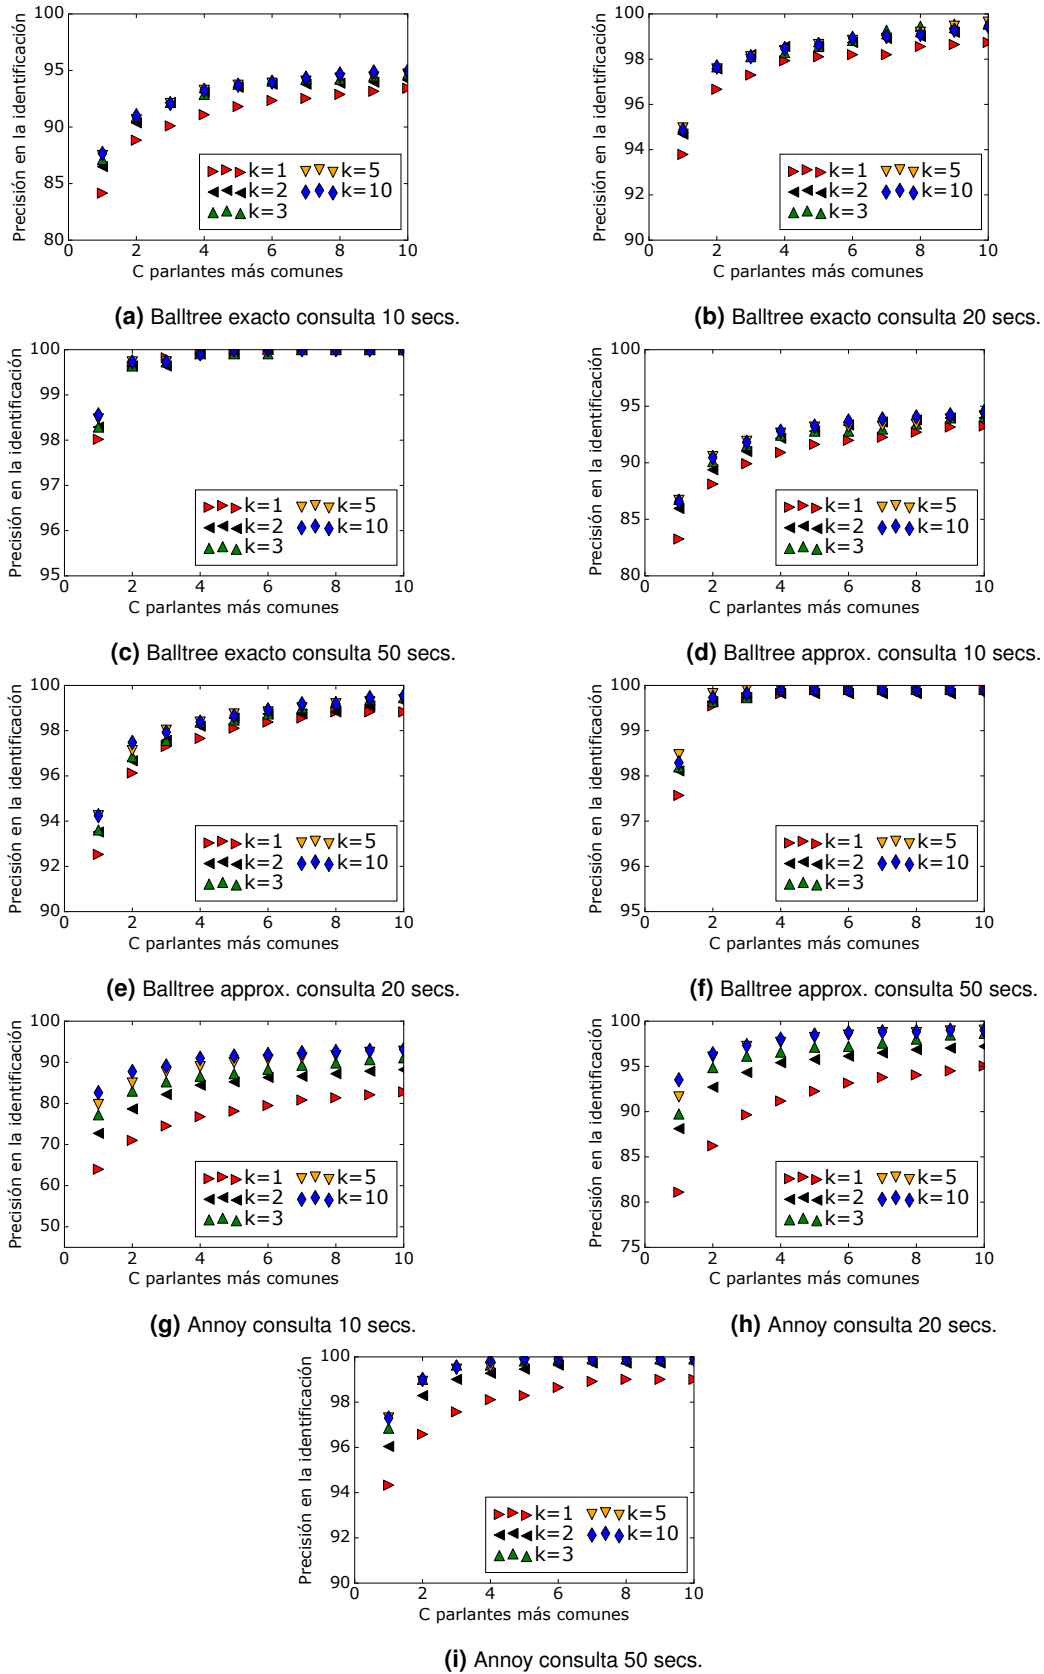 100
95
90
85
80
0
2
4
6
8
10
Precisión en la identificación
C parlantes más comunes
k=1
k=2
k=3
k=5
k=10
(a) Balltree exacto consulta 10 secs.
100
98
96
94
92
90
0
2
4
6
8
10
Precisión en la identificación
C parlantes más comunes
k=1
k=2
k=3
k=5
k=10
(b) Balltree exacto consulta 20 secs.
100
99
98
97
96
95
0
2
4
6
8
10
Precisión en la identificación
C parlantes más comunes
k=1
k=2
k=3
k=5
k=10
(c) Balltree exacto consulta 50 secs.
100
95
90
85
80
0
2
4
6
8
10
Precisión en la identificación
C parlantes más comunes
k=1
k=2
k=3
k=5
k=10
(d) Balltree approx. consulta 10 secs.
100
98
96
94
92
90
0
2
4
6
8
10
Precisión en la identificación
C parlantes más comunes
k=1
k=2
k=3
k=5
k=10
(e) Balltree approx. consulta 20 secs.
100
99
98
97
96
95
0
2
4
6
8
10
Precisión en la identificación
C parlantes más comunes
k=1
k=2
k=3
k=5
k=10
(f) Balltree approx. consulta 50 secs.
100
90
80
70
60
50
0
2
4
6
8
10
Precisión en la identificación
C parlantes más comunes
k=1
k=2
k=3
k=5
k=10
(g) Annoy consulta 10 secs.
100
95
90
85
80
75
0
2
4
6
8
10
Precisión en la identificación
C parlantes más comunes
k=1
k=2
k=3
k=5
k=10
(h) Annoy consulta 20 secs.
100
98
96
94
92
90
0
2
4
6
8
10
Precisión en la identificación
C parlantes más comunes
k=1
k=2
k=3
k=5
k=10
(i) Annoy consulta 50 secs.